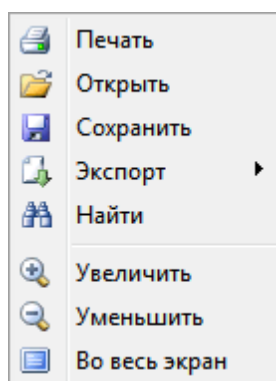 Печать
Открыть
Сохранить
Экспорт
Найти
Увеличить
Уменьшить
Во весь экран